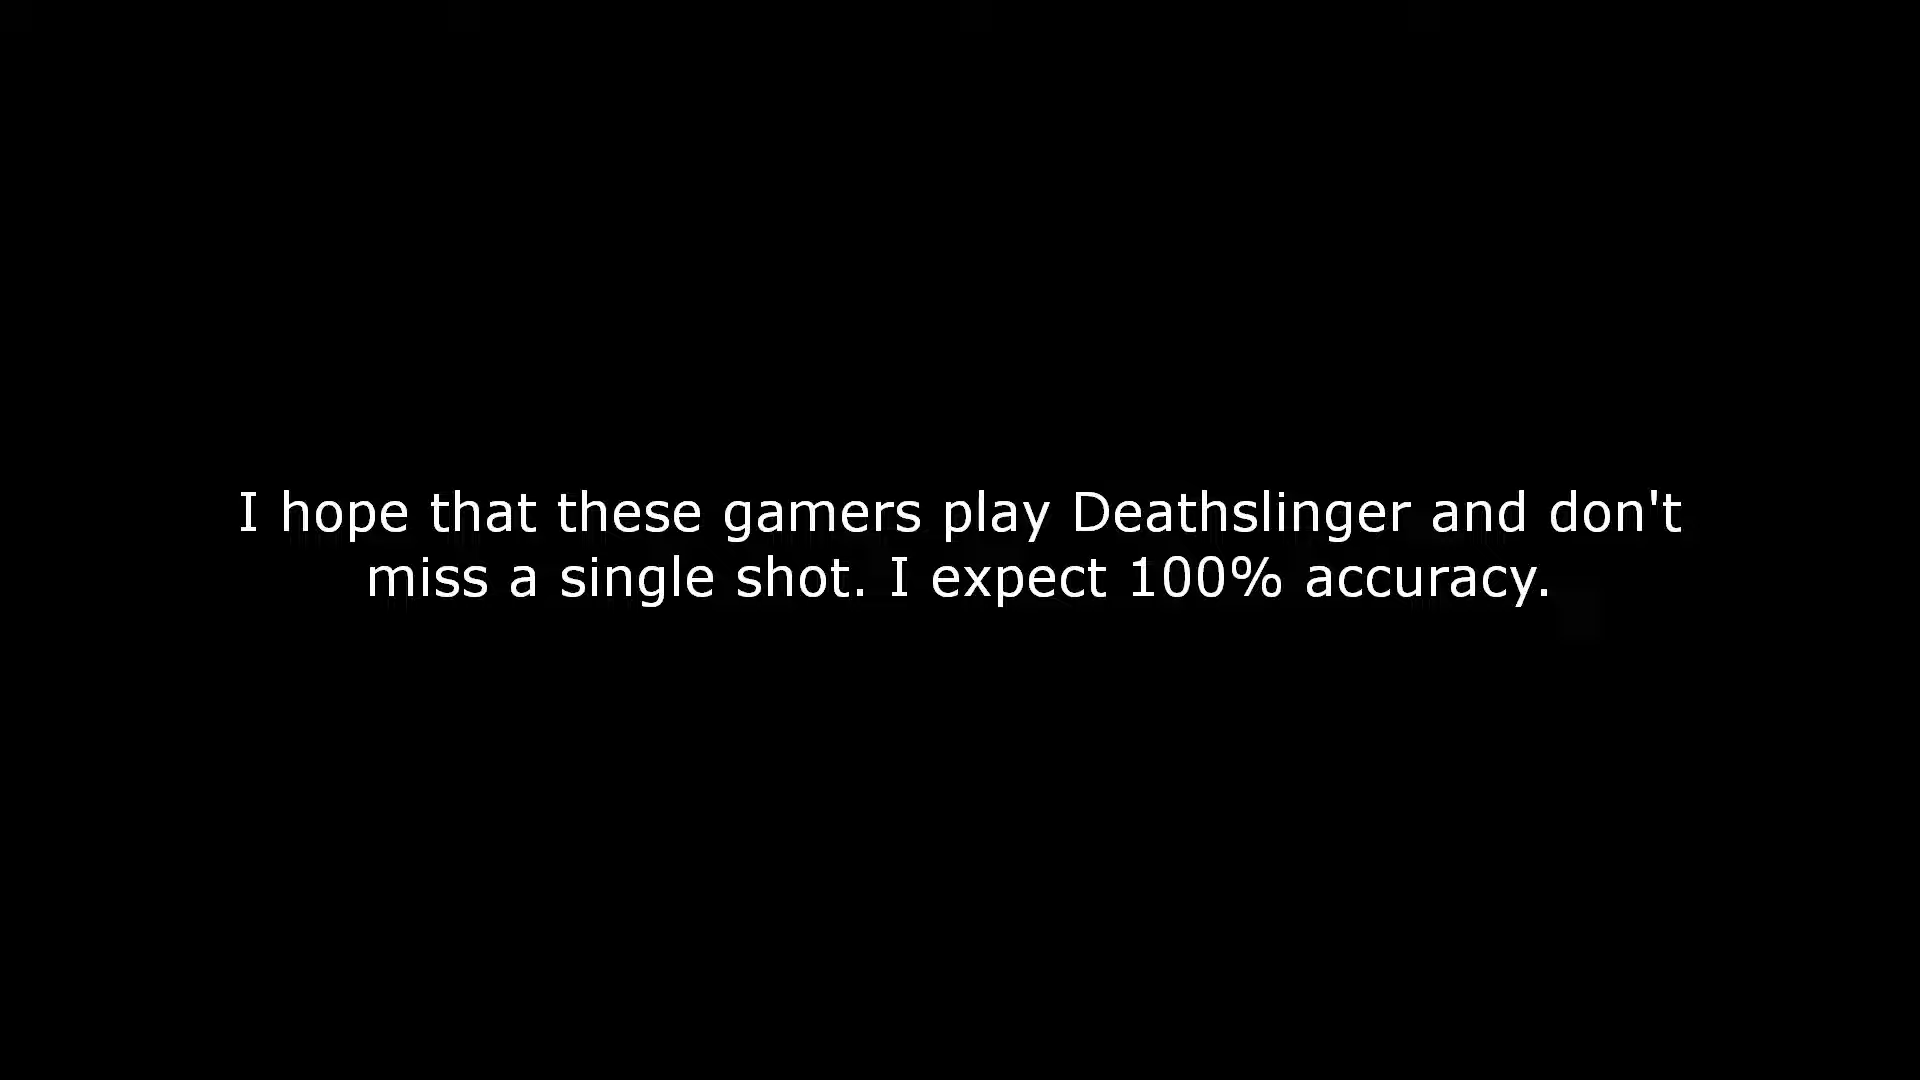 I hope that these gamers play Deathslinger and don't
miss a single shot. I expect 100% accuracy.